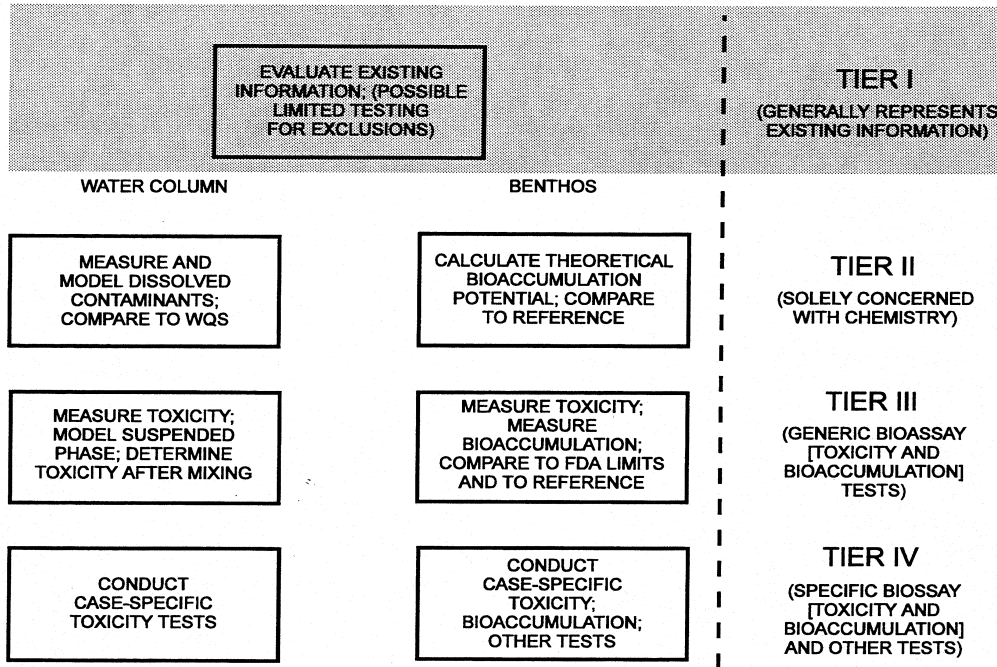 EVALUATE EXISTING
INFORMATION; (POSSIBLE
LIMITED TESTING
FOR EXCLUSIONS)
TIER I
(GENERALLY REPRESENTS
EXISTING INFORMATION)
WATER COLUMN
BENTHOS
MEASURE AND
MODEL DISSOLVED
CONTAMINANTS;
COMPARE TO WQS
CALCULATE THEORETICAL
BIOACCUMULATION
POTENTIAL; COMPARE
TO REFERENCE
TIER II
(SOLELY CONCERNED
WITH CHEMISTRY)
MEASURE TOXICITY;
MODEL SUSPENDED
PHASE; DETERMINE
TOXICITY AFTER MIXING
MEASURE TOXICITY;
MEASURE
BIOACCUMULATION;
COMPARE TO FDA LIMITS
AND TO REFERENCE
TIER III
(GENERIC BIOASSAY
[TOXICITY AND
BIOACCUMULATION]
TESTS)
CONDUCT
CASE-SPECIFIC
TOXICITY TESTS
CONDUCT
CASE-SPECIFIC
TOXICITY;
BIOACCUMULATION;
OTHER TESTS
TIER IV
(SPECIFIC BIOSSAY
[TOXICITY AND
BIOACCUMULATION]
AND OTHER TESTS)